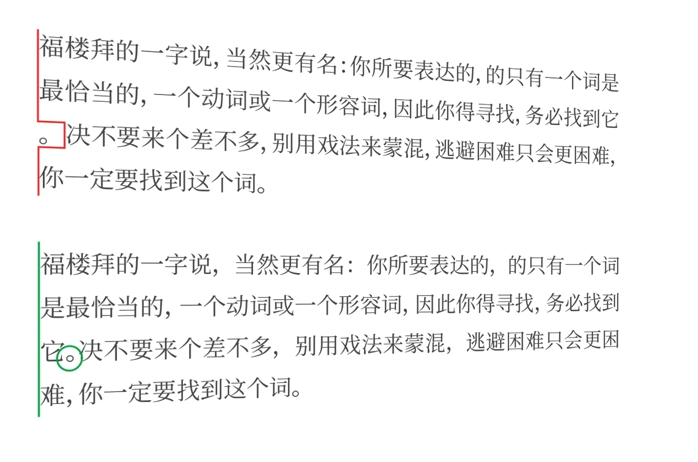 福楼拜的一字说,当然更有名:你所要表达的,的只有一个词是
最恰当的,一个动词或一个形容词,因此你得寻找,务必找到它
。决不要来个差不多,别用戏法来蒙混,逃避困难只会更困难,
你一定要找到这个词。
福楼拜的一字说，当然更有名：你所要表达的，的只有一个词
是最恰当的,一个动词或一个形容词,因此你得寻找,务必找到
它。决不要来个差不多，别用戏法来蒙混，逃避困难只会更困
难,你一定要找到这个词。